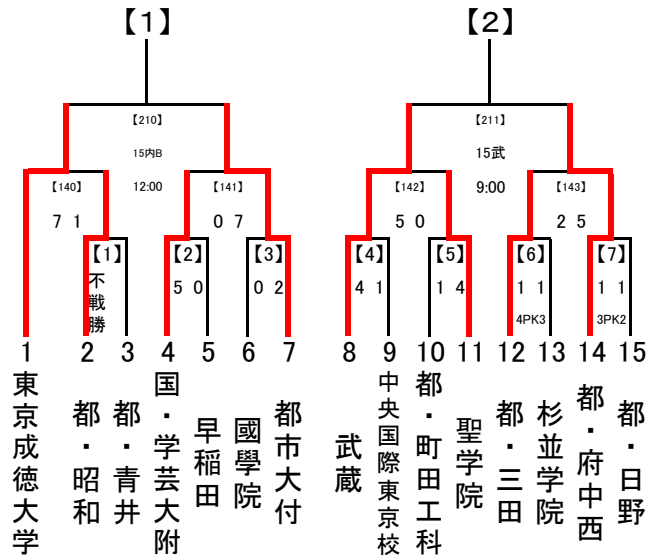 【1】
【2】
【210】
15内B
12:00
【211】
15武
9:00
【140】
7 1
【141】
0 7
【142】
5 0
【143】
2 5
【1】
不戦勝
【2】
5 0
【3】
0 2
【4】
4 1
【5】
1 4
【6】
1 1
4PK3
【7】
1 1
3PK2
1
東京成徳大学
2
都・昭和
3
都・青井
4
国・学芸大附
5
早稲田
6
國學院
7
都市大付
8
武蔵
9
中央国際東京校
10
都・町田工科
11
聖学院
12
都・三田
13
杉並学院
14
都・府中西
15
都・日野